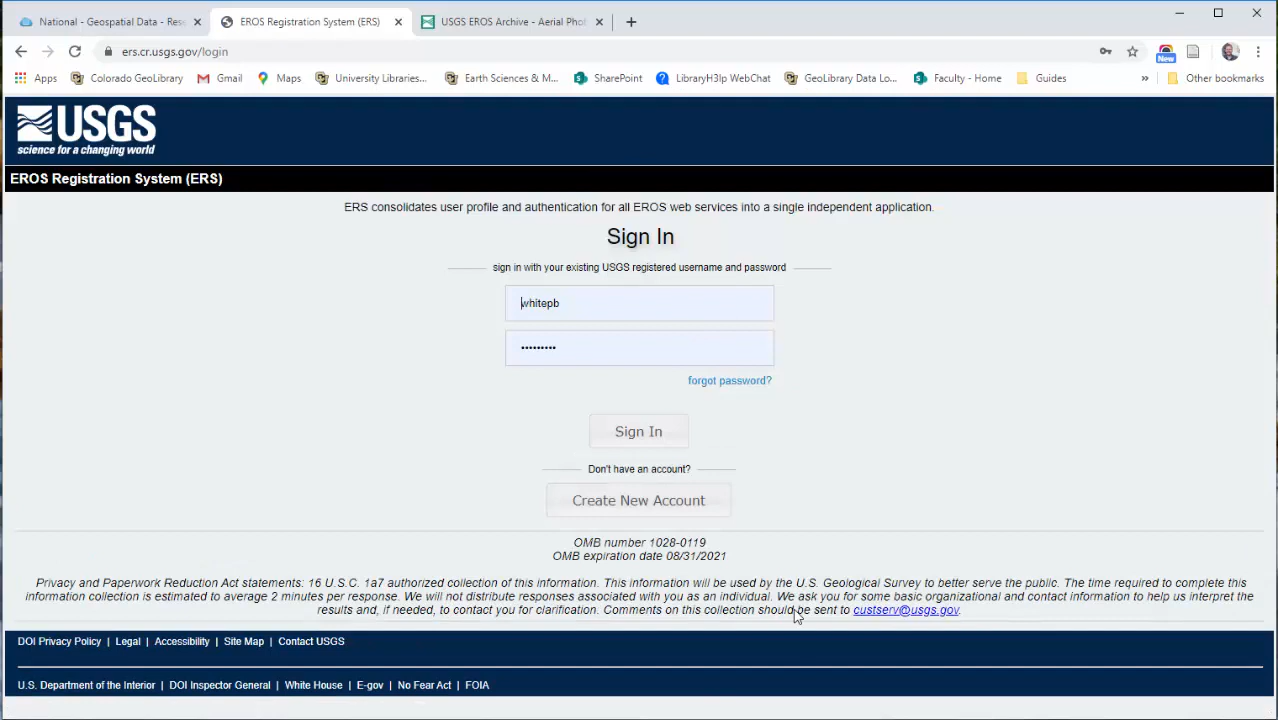 National - Geospatial Data - Res
EROS Registration System (ERS)
USGS EROS Archive - Aerial Pho
ers.cr.usgs.gov/login
New
Apps
Colorado GeoLibrary
Gmail
Maps
University Libraries...
Earth Sciences & M...
SharePoint
LibraryH3lp WebChat
GeoLibrary Data Lo...
Faculty - Home
Guides
»
Other bookmarks
USGS
science for a changing world
EROS Registration System (ERS)
ERS consolidates user profile and authentication for all EROS web services into a single independent application.
Sign In
sign in with your existing USGS registered username and password
whitepb
•••••••••
forgot password?
Sign In
Don't have an account?
Create New Account
OMB number 1028-0119
OMB expiration date 08/31/2021
Privacy and Paperwork Reduction Act statements: 16 U.S.C. 1a7 authorized collection of this information. This information will be used by the U.S. Geological Survey to better serve the public. The time required to complete this
information collection is estimated to average 2 minutes per response. We will not distribute responses associated with you as an individual. We ask you for some basic organizational and contact information to help us interpret the
results and, if needed, to contact you for clarification. Comments on this collection should be sent to custserv@usgs.gov.
DOI Privacy Policy | Legal | Accessibility | Site Map | Contact USGS
U.S. Department of the Interior | DOI Inspector General | White House | E-gov | No Fear Act | FOIA